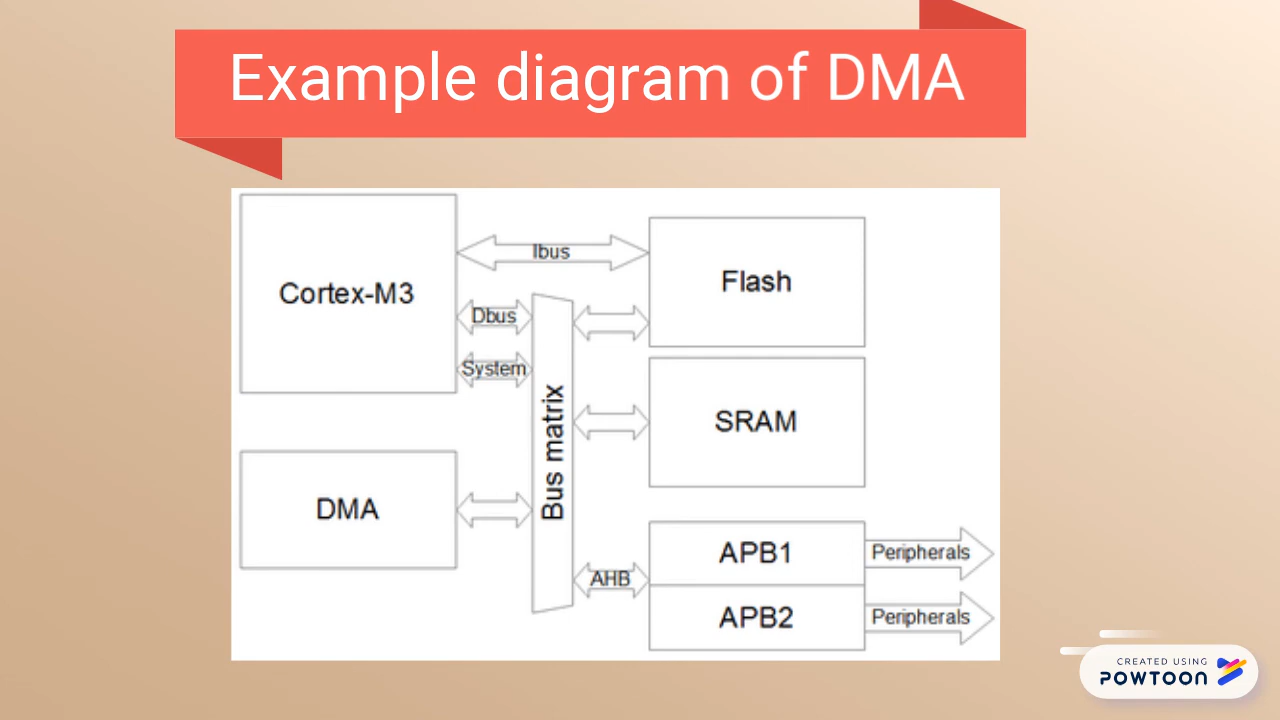 Example diagram of DMA
Ibus
Cortex-M3
Flash
Dbus
System
Bus matrix
SRAM
DMA
APB1
Peripherals
AHB
APB2
Peripherals
CREATED USING
POWTOON